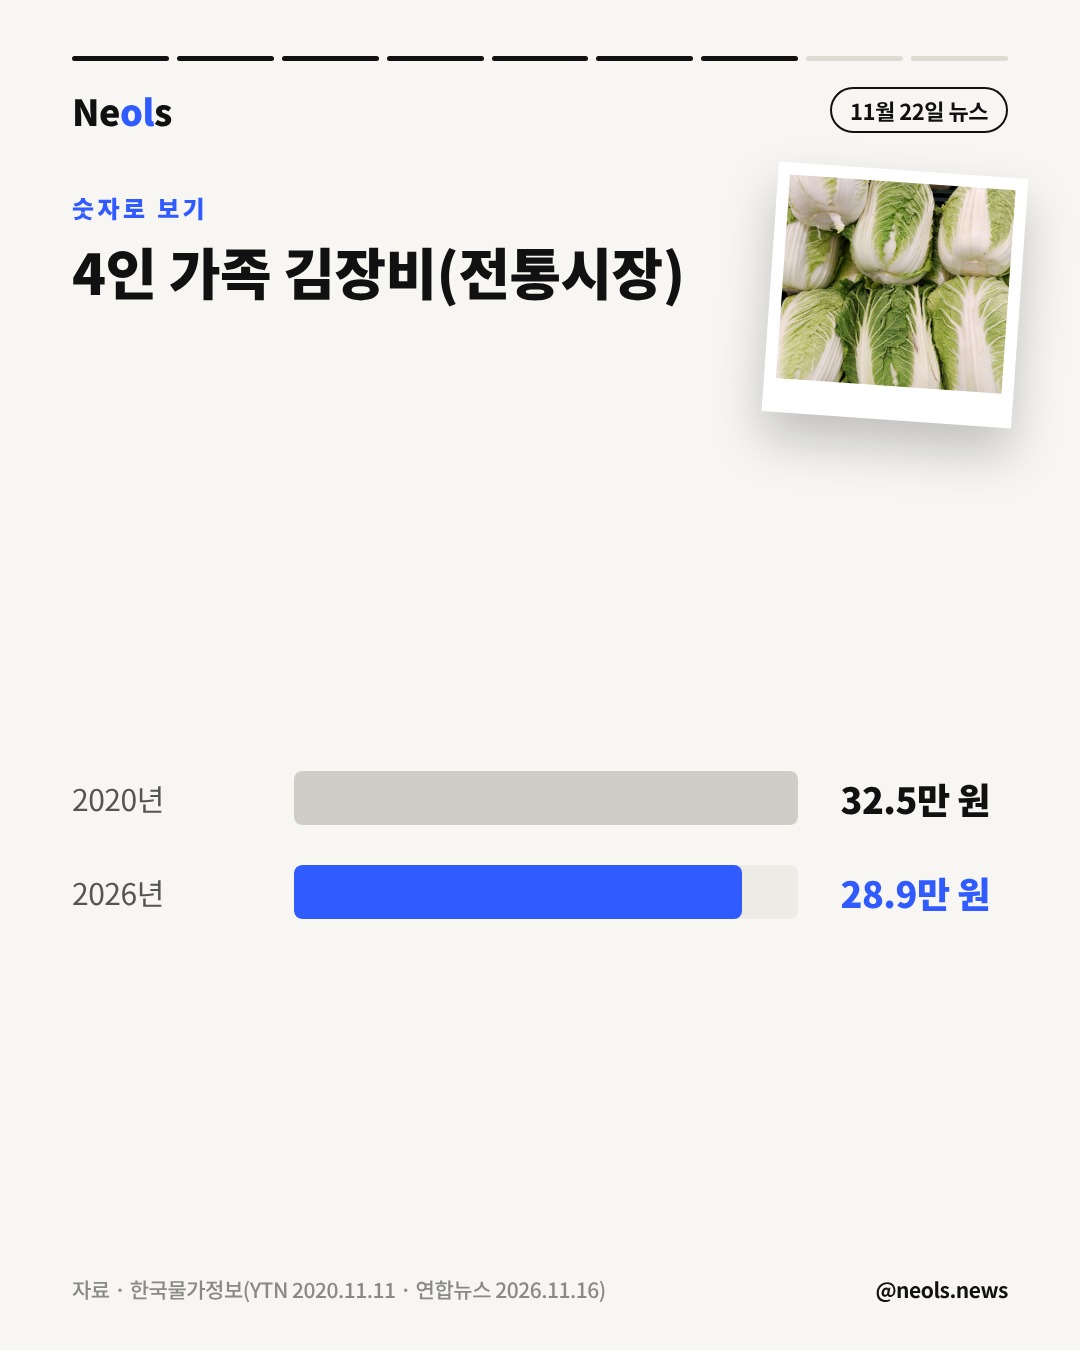 Neols
11월 22일 뉴스
숫자로 보기
4인 가족 김장비(전통시장)
2020년
32.5만 원
2026년
28.9만 원
자료 · 한국물가정보(YTN 2020.11.11 · 연합뉴스 2026.11.16)
@neols.news